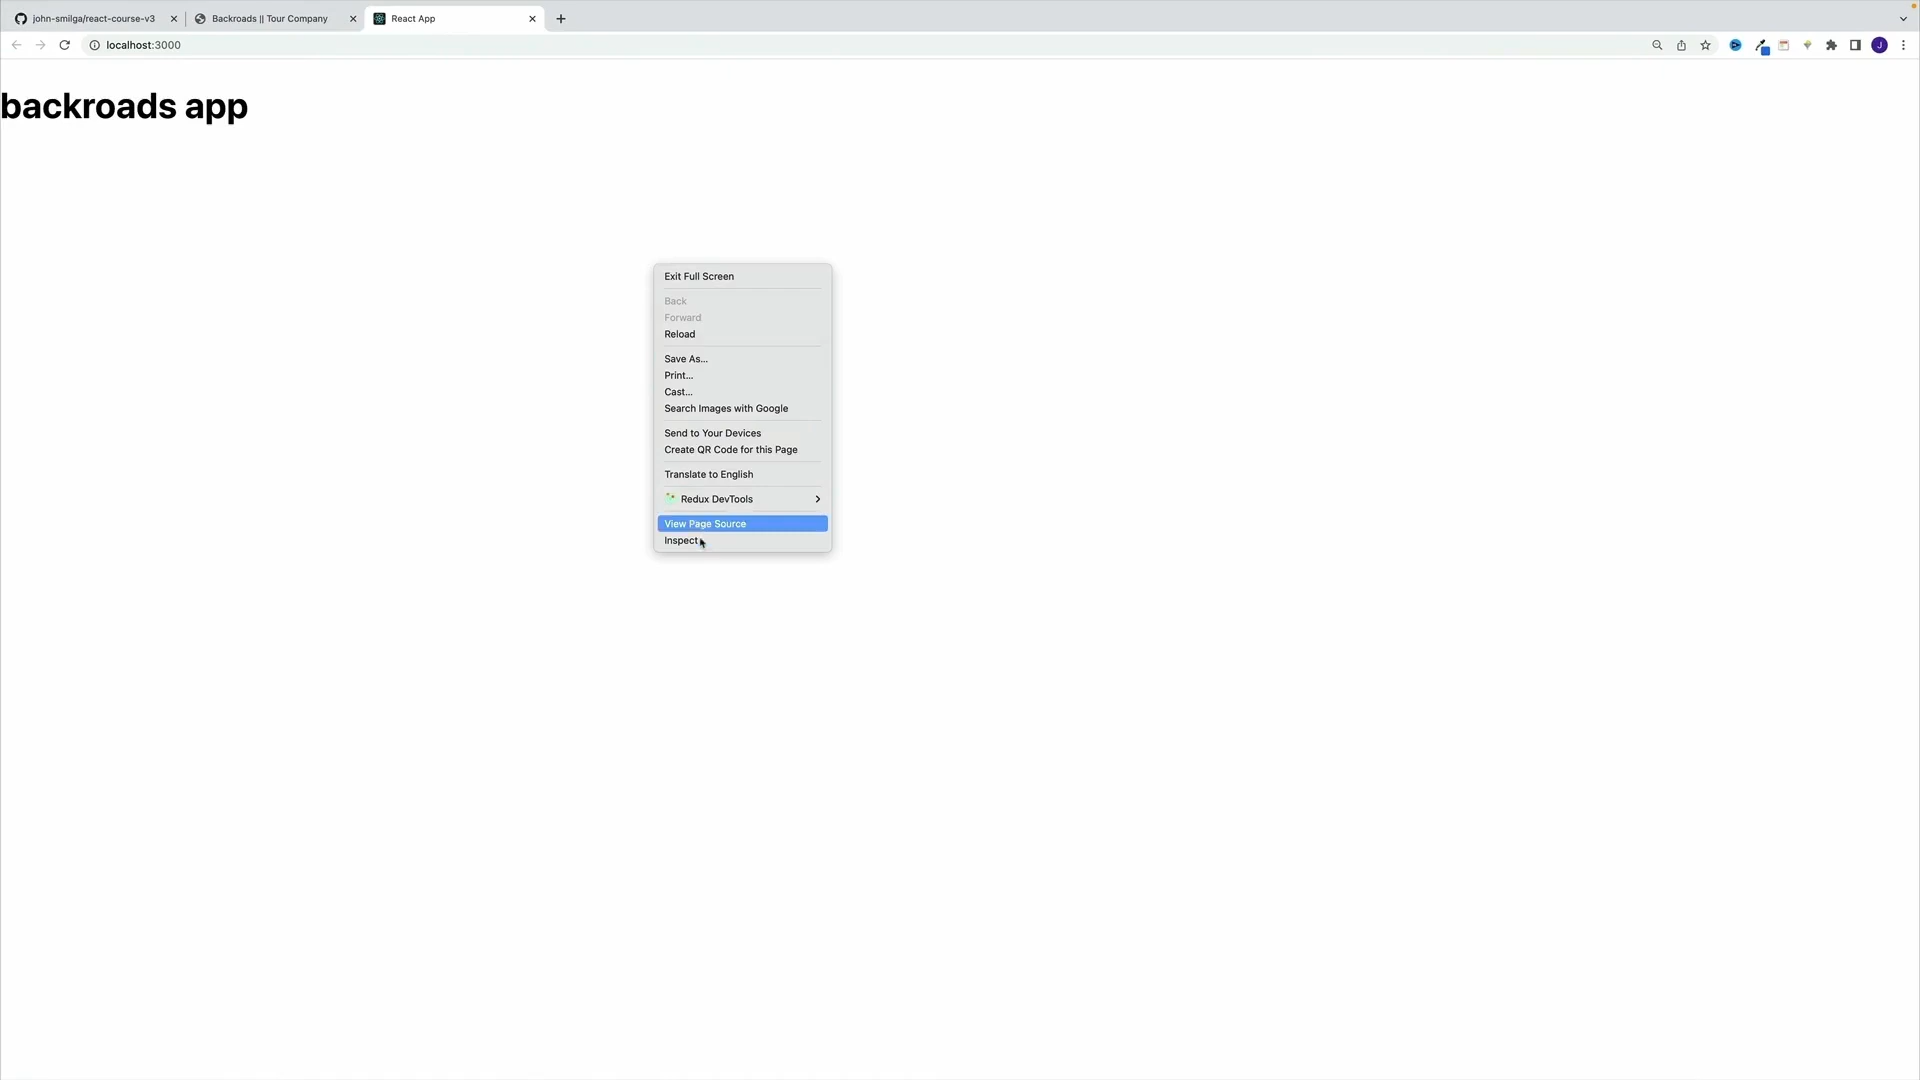 john-smilga/react-course-v3
Backroads || Tour Company
React App
localhost:3000
J
backroads app
Exit Full Screen
Back
Forward
Reload
Save As...
Print...
Cast...
Search Images with Google
Send to Your Devices
Create QR Code for this Page
Translate to English
Redux DevTools
View Page Source
Inspect